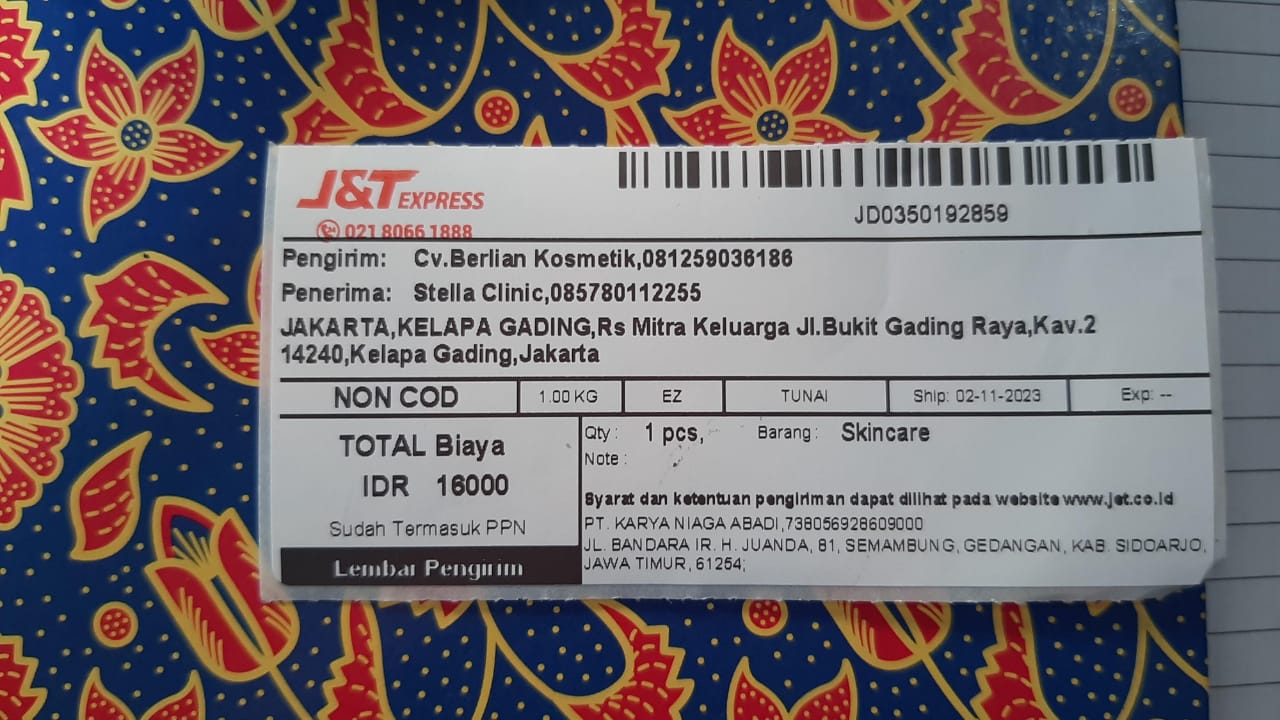 J&T EXPRESS
021 8066 1888
JD0350192859
Pengirim: Cv.Berlian Kosmetik,081259036186
Penerima: Stella Clinic,085780112255
JAKARTA,KELAPA GADING,Rs Mitra Keluarga Jl.Bukit Gading Raya,Kav.2
14240,Kelapa Gading,Jakarta
NON COD 1.00 KG EZ TUNAI Ship: 02-11-2023 Exp: --
TOTAL Biaya
IDR 16000
Sudah Termasuk PPN
Lembar Pengirim
Qty : 1 pcs, Barang : Skincare
Note :
Syarat dan ketentuan pengiriman dapat dilihat pada website www.jet.co.id
PT. KARYA NIAGA ABADI,738056928609000
JL. BANDARA IR. H. JUANDA, 81, SEMAMBUNG, GEDANGAN, KAB. SIDOARJO,
JAWA TIMUR, 61254;